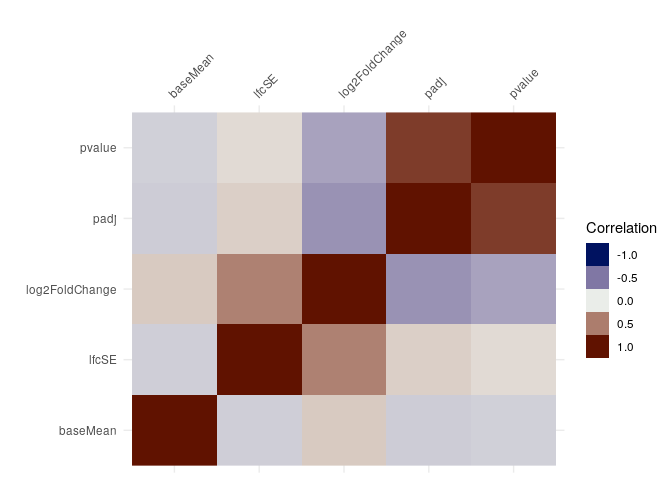 baseMean
lfcSE
log2FoldChange
padj
pvalue
pvalue
padj
log2FoldChange
lfcSE
baseMean
Correlation
-1.0
-0.5
0.0
0.5
1.0